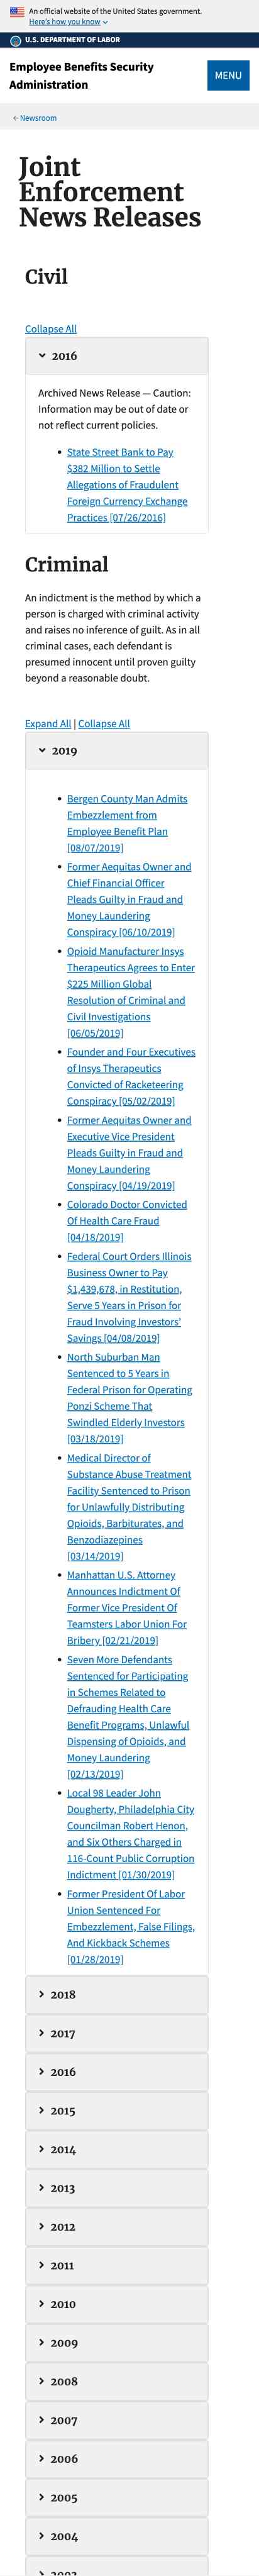 An official website of the United States government.
Here's how you know
U.S. DEPARTMENT OF LABOR
Employee Benefits Security
Administration
MENU
Newsroom
Joint
Enforcement
News Releases
Civil
Collapse All
2016
Archived News Release — Caution:
Information may be out of date or
not reflect current policies.
State Street Bank to Pay
$382 Million to Settle
Allegations of Fraudulent
Foreign Currency Exchange
Practices [07/26/2016]
Criminal
An indictment is the method by which a
person is charged with criminal activity
and raises no inference of guilt. As in all
criminal cases, each defendant is
presumed innocent until proven guilty
beyond a reasonable doubt.
Expand All | Collapse All
2019
Bergen County Man Admits
Embezzlement from
Employee Benefit Plan
[08/07/2019]
Former Aequitas Owner and
Chief Financial Officer
Pleads Guilty in Fraud and
Money Laundering
Conspiracy [06/10/2019]
Opioid Manufacturer Insys
Therapeutics Agrees to Enter
$225 Million Global
Resolution of Criminal and
Civil Investigations
[06/05/2019]
Founder and Four Executives
of Insys Therapeutics
Convicted of Racketeering
Conspiracy [05/02/2019]
Former Aequitas Owner and
Executive Vice President
Pleads Guilty in Fraud and
Money Laundering
Conspiracy [04/19/2019]
Colorado Doctor Convicted
Of Health Care Fraud
[04/18/2019]
Federal Court Orders Illinois
Business Owner to Pay
$1,439,678, in Restitution,
Serve 5 Years in Prison for
Fraud Involving Investors'
Savings [04/08/2019]
North Suburban Man
Sentenced to 5 Years in
Federal Prison for Operating
Ponzi Scheme That
Swindled Elderly Investors
[03/18/2019]
Medical Director of
Substance Abuse Treatment
Facility Sentenced to Prison
for Unlawfully Distributing
Opioids, Barbiturates, and
Benzodiazepines
[03/14/2019]
Manhattan U.S. Attorney
Announces Indictment Of
Former Vice President Of
Teamsters Labor Union For
Bribery [02/21/2019]
Seven More Defendants
Sentenced for Participating
in Schemes Related to
Defrauding Health Care
Benefit Programs, Unlawful
Dispensing of Opioids, and
Money Laundering
[02/13/2019]
Local 98 Leader John
Dougherty, Philadelphia City
Councilman Robert Henon,
and Six Others Charged in
116-Count Public Corruption
Indictment [01/30/2019]
Former President Of Labor
Union Sentenced For
Embezzlement, False Filings,
And Kickback Schemes
[01/28/2019]
2018
2017
2016
2015
2014
2013
2012
2011
2010
2009
2008
2007
2006
2005
2004